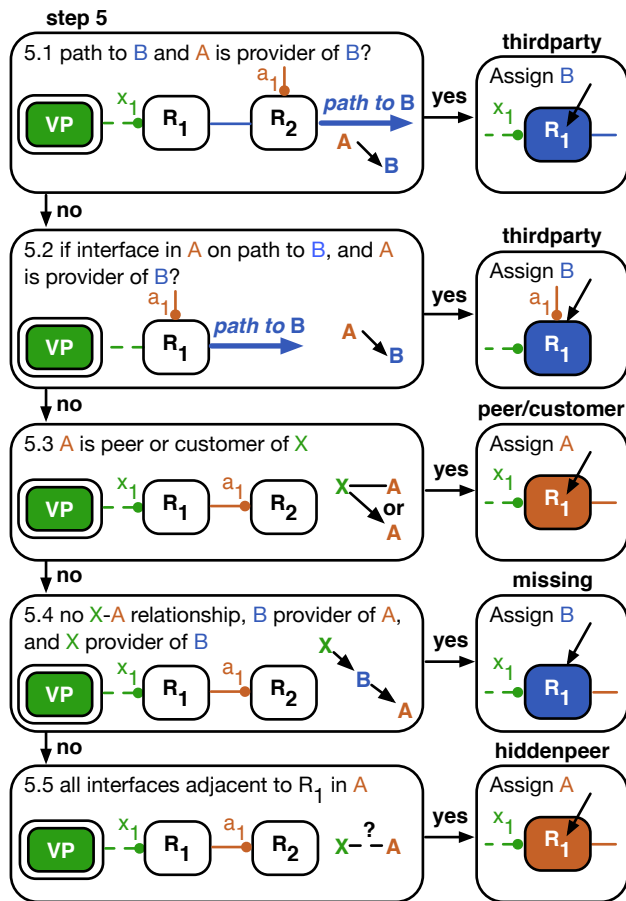 step 5
5.1 path to B and A is provider of B?
a1
path to B
x1
VP
R1
R2
A
B
yes
thirdparty
Assign B
x1
R1
no
5.2 if interface in A on path to B, and A
is provider of B?
a1
path to B
VP
R1
A
B
yes
thirdparty
Assign B
a1
R1
no
5.3 A is peer or customer of X
x1
a1
VP
R1
R2
X
A
or
A
yes
peer/customer
Assign A
x1
R1
no
5.4 no X-A relationship, B provider of A,
and X provider of B
x1
a1
VP
R1
R2
X
B
A
yes
missing
Assign B
x1
R1
no
5.5 all interfaces adjacent to R1 in A
x1
a1
VP
R1
R2
X ? A
yes
hiddenpeer
Assign A
x1
R1